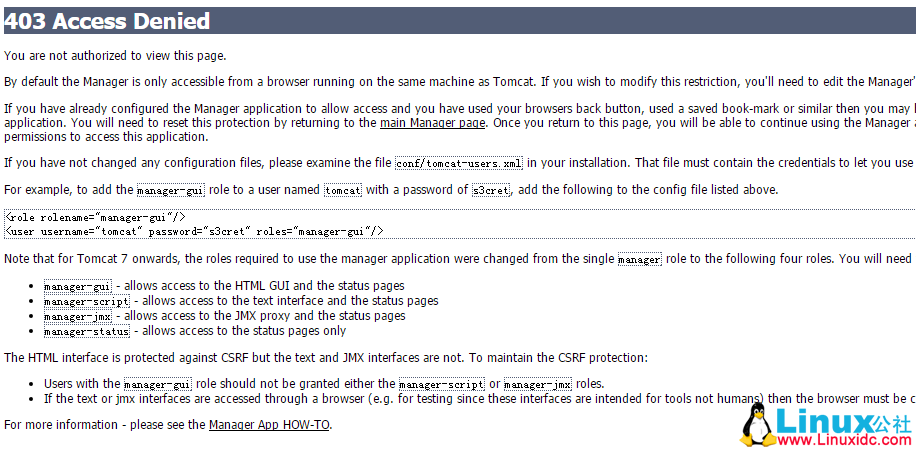 403 Access Denied
You are not authorized to view this page.
By default the Manager is only accessible from a browser running on the same machine as Tomcat. If you wish to modify this restriction, you'll need to edit the Manager'
If you have already configured the Manager application to allow access and you have used your browsers back button, used a saved book-mark or similar then you may
application. You will need to reset this protection by returning to the main Manager page. Once you return to this page, you will be able to continue using the Manager
permissions to access this application.
If you have not changed any configuration files, please examine the file conf/tomcat-users.xml in your installation. That file must contain the credentials to let you use
For example, to add the manager-gui role to a user named tomcat with a password of s3cret, add the following to the config file listed above.
<role rolename="manager-gui"/>
<user username="tomcat" password="s3cret" roles="manager-gui"/>
Note that for Tomcat 7 onwards, the roles required to use the manager application were changed from the single manager role to the following four roles. You will need
• manager-gui - allows access to the HTML GUI and the status pages
• manager-script - allows access to the text interface and the status pages
• manager-jmx - allows access to the JMX proxy and the status pages
• manager-status - allows access to the status pages only
The HTML interface is protected against CSRF but the text and JMX interfaces are not. To maintain the CSRF protection:
• Users with the manager-gui role should not be granted either the manager-script or manager-jmx roles.
• If the text or jmx interfaces are accessed through a browser (e.g. for testing since these interfaces are intended for tools not humans) then the browser must be c
For more information - please see the Manager App HOW-TO.
Linux公社
www.Linuxidc.com